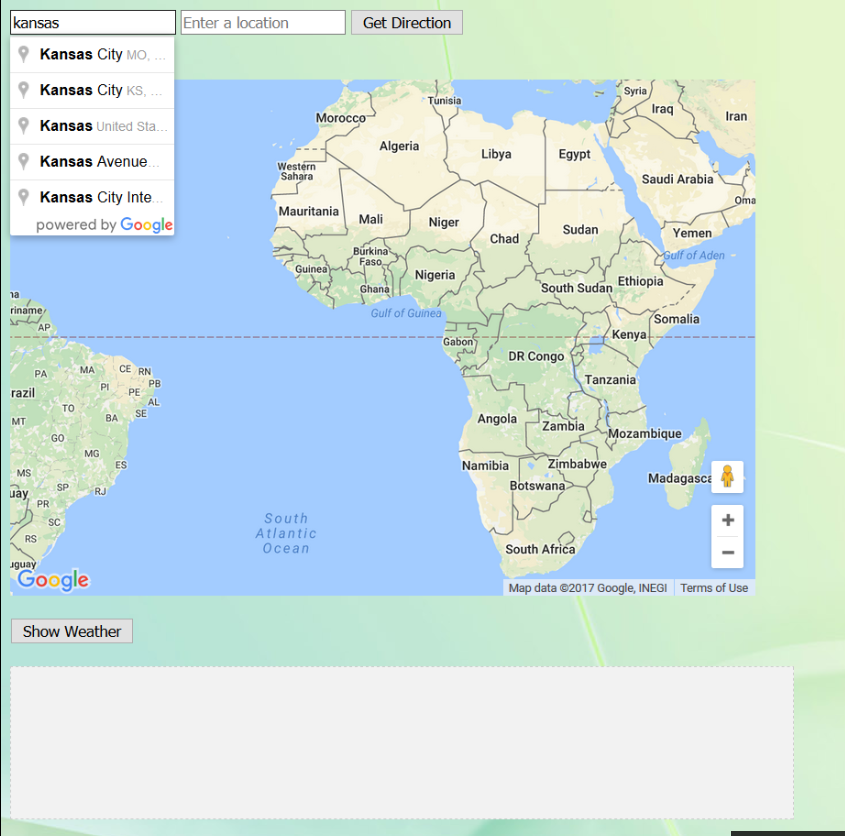 kansas Enter a location Get Direction
Kansas City MO, ...
Kansas City KS, ...
Kansas United Sta...
Kansas Avenue...
Kansas City Inte...
powered by Google
Tunisia
Syria
Morocco
Iraq
Iran
Algeria
Libya
Egypt
Western
Sahara
Saudi Arabia
Oma
Mauritania
Mali
Niger
Chad
Sudan
Yemen
Burkina
Faso
Gulf of Aden
Guinea
Nigeria
Ethiopia
Ghana
South Sudan
na
riname
Gulf of Guinea
Somalia
AP
Gabon
Kenya
DR Congo
PA
MA
CE
RN
Tanzania
PI
PB
razil
PE
AL
TO
BA
SE
MT
Angola
Zambia
Mozambique
GO
MG
ES
Namibia
Zimbabwe
MS
Botswana
Madagasca
SP
RJ
uay
PR
SC
South
Atlantic
Ocean
RS
South Africa
uguay
Google
Map data ©2017 Google, INEGI Terms of Use
Show Weather